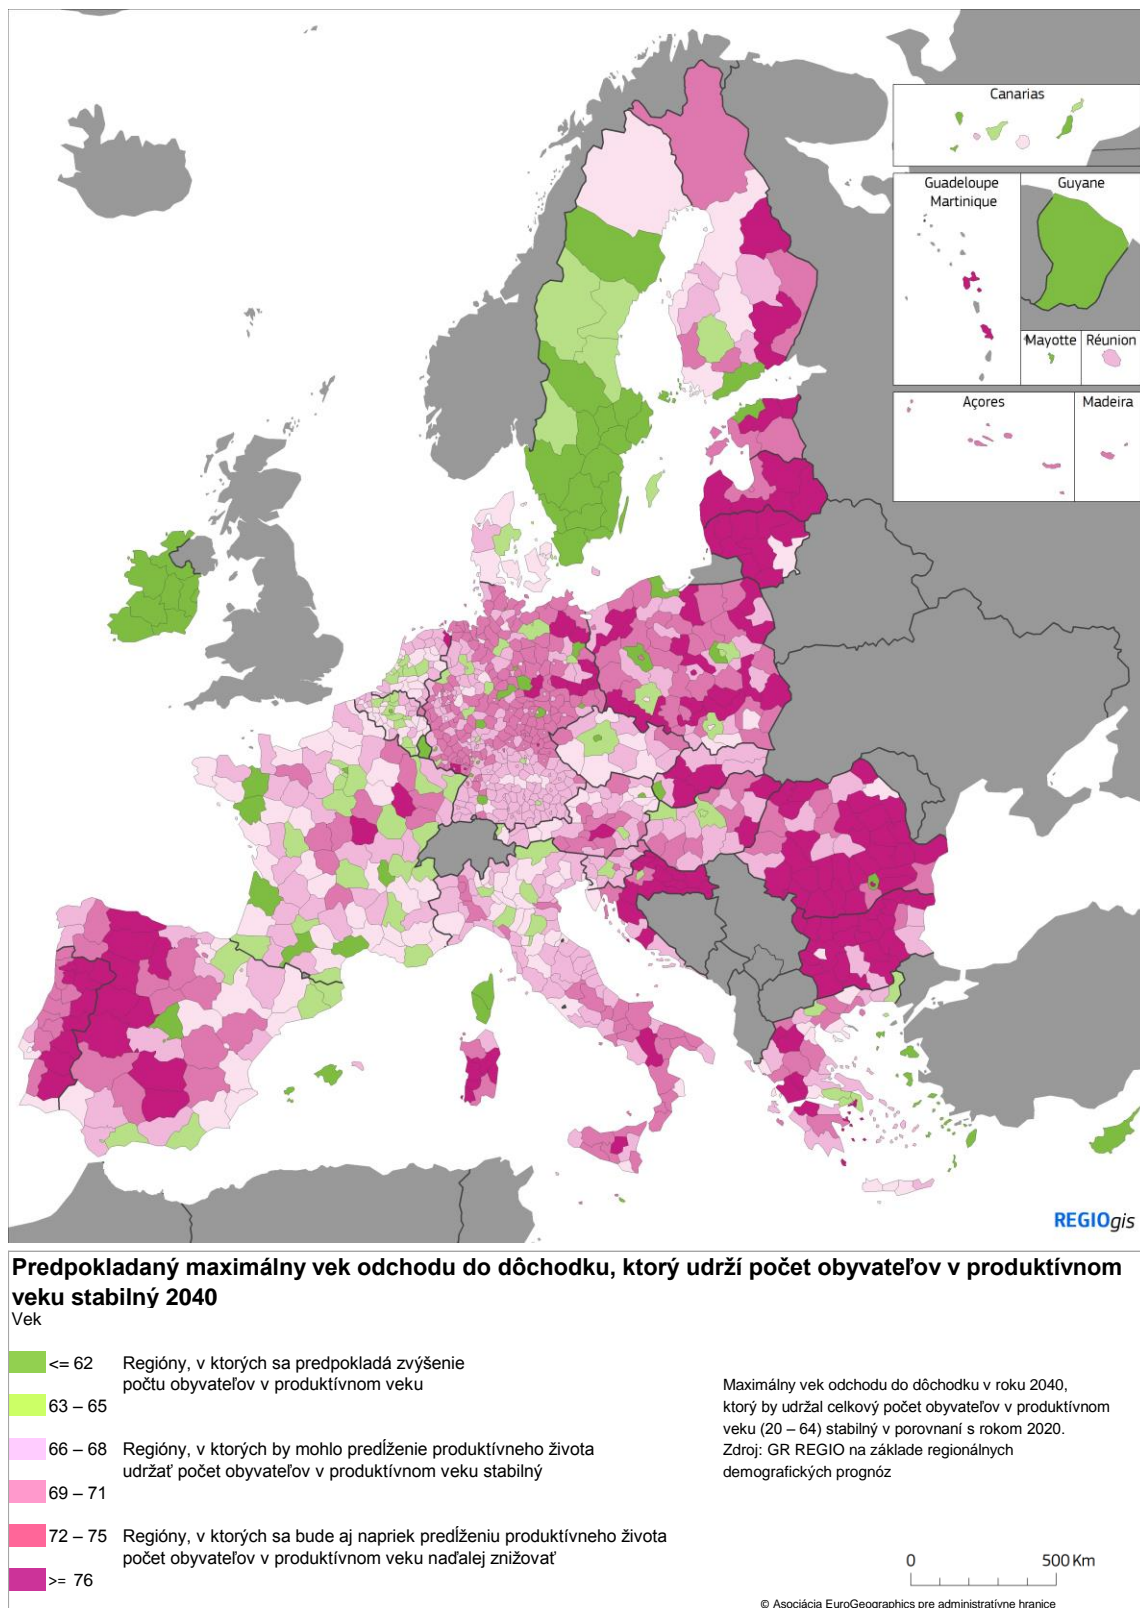 Canarias
Guadeloupe
Martinique
Guyane
Mayotte
Réunion
Açores
Madeira
REGIOgis
Predpokladaný maximálny vek odchodu do dôchodku, ktorý udrží počet obyvateľov v produktívnom
veku stabilný 2040
Vek
<= 62 Regióny, v ktorých sa predpokladá zvýšenie
počtu obyvateľov v produktívnom veku
63 – 65
66 – 68 Regióny, v ktorých by mohlo predĺženie produktívneho života
udržať počet obyvateľov v produktívnom veku stabilný
69 – 71
72 – 75 Regióny, v ktorých sa bude aj napriek predĺženiu produktívneho života
počet obyvateľov v produktívnom veku naďalej znižovať
>= 76
Maximálny vek odchodu do dôchodku v roku 2040,
ktorý by udržal celkový počet obyvateľov v produktívnom
veku (20 – 64) stabilný v porovnaní s rokom 2020.
Zdroj: GR REGIO na základe regionálnych
demografických prognóz
0 500 Km
© Asociácia EuroGeographics pre administratívne hranice